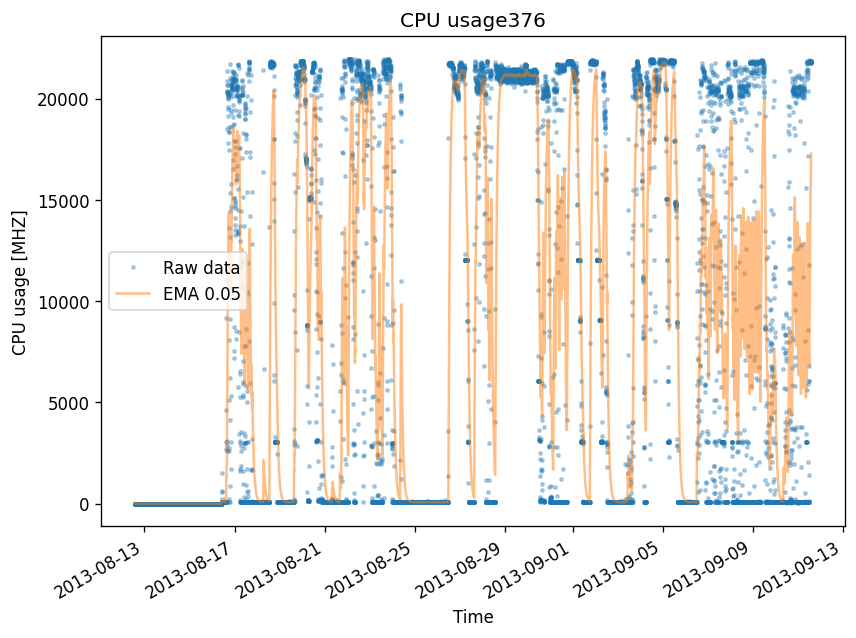 CPU usage376
CPU usage [MHZ]
20000
15000
10000
5000
0
Raw data
EMA 0.05
2013-08-13
2013-08-17
2013-08-21
2013-08-25
2013-08-29
2013-09-01
2013-09-05
2013-09-09
2013-09-13
Time